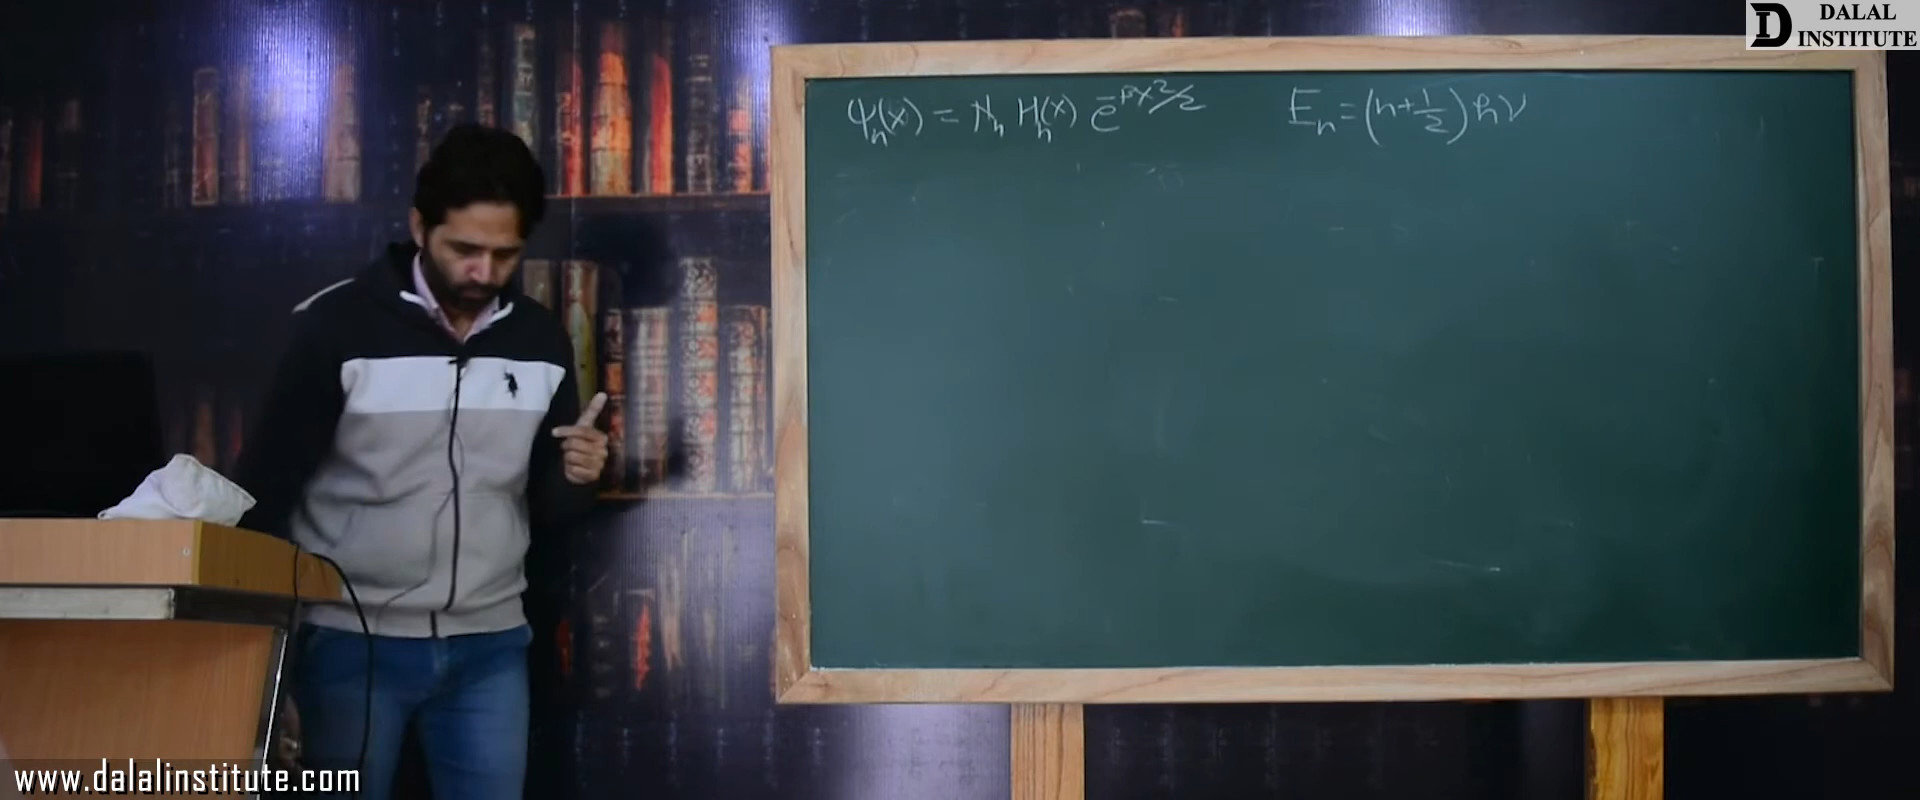 DALAL
INSTITUTE
ψₙ(x) = Nₙ Hₙ(x) e^-βx²/2   Eₙ = (n + 1/2) hν
www.dalalinstitute.com